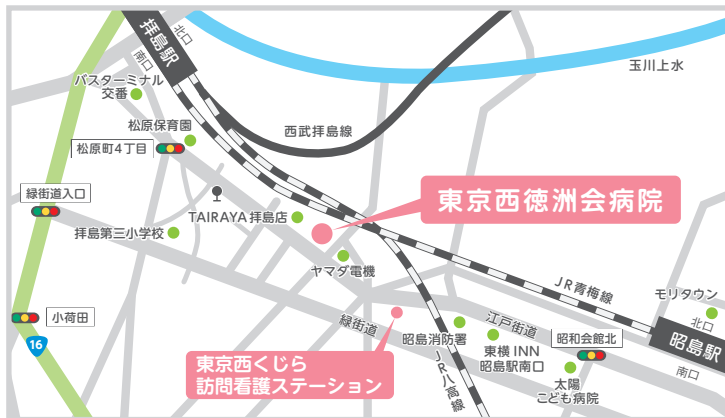 拝島駅
北口
南口
玉川上水
バスターミナル
交番
西武拝島線
松原保育園
松原町4丁目
緑街道入口
東京西徳洲会病院
TAIRAYA拝島店
拝島第三小学校
ヤマダ電機
JR青梅線
モリタウン
小荷田
緑街道
江戸街道
北口
昭島駅
南口
昭島消防署
昭和会館北
16
東京西くじら
訪問看護ステーション
JR八高線
東横INN
昭島駅南口
太陽
こども病院